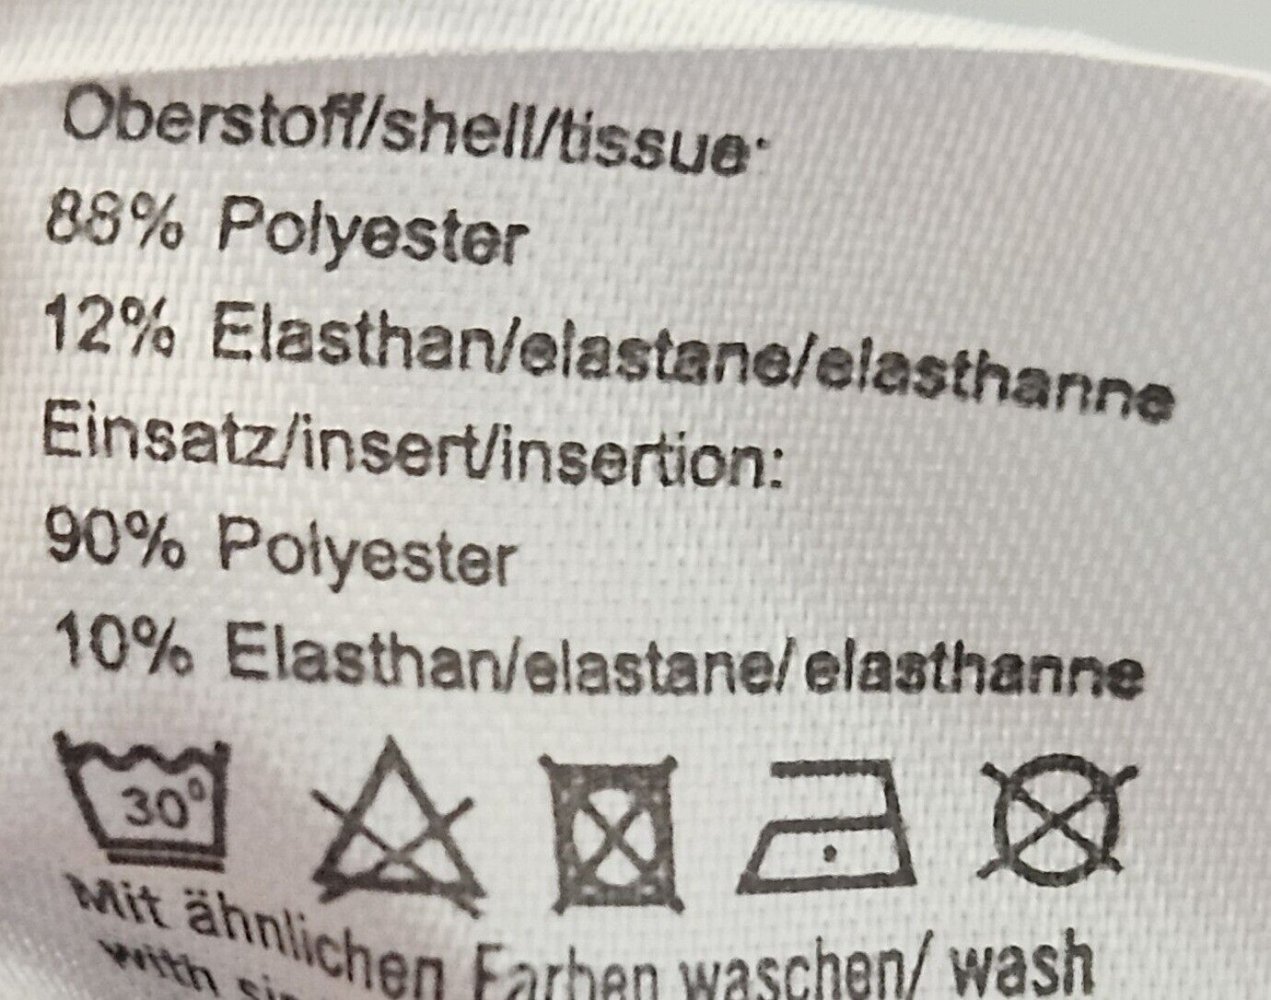 Oberstoff/shell/tissue:
88% Polyester
12% Elasthan/elastane/elasthanne
Einsatz/insert/insertion:
90% Polyester
10% Elasthan/elastane/elasthanne
30°
Mit ähnlichen Farben waschen/ wash
with